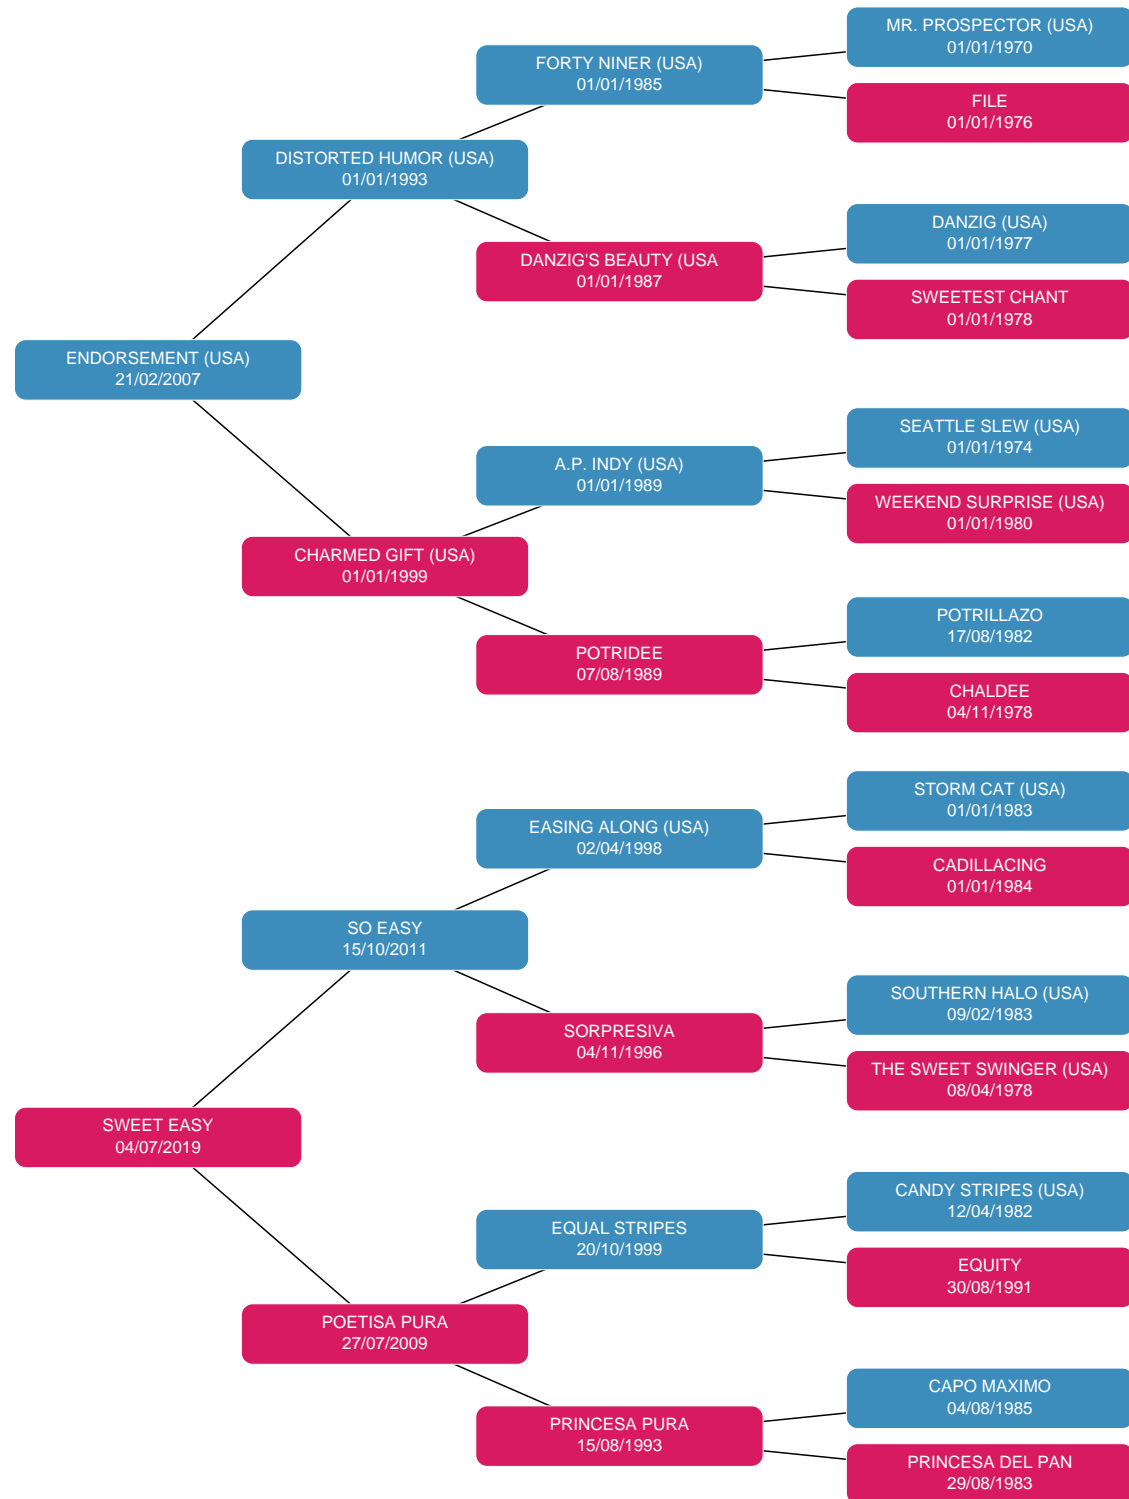 MR. PROSPECTOR (USA)
01/01/1970
FORTY NINER (USA)
01/01/1985
FILE
01/01/1976
DISTORTED HUMOR (USA)
01/01/1993
DANZIG (USA)
01/01/1977
DANZIG'S BEAUTY (USA
01/01/1987
SWEETEST CHANT
01/01/1978
ENDORSEMENT (USA)
21/02/2007
SEATTLE SLEW (USA)
01/01/1974
A.P. INDY (USA)
01/01/1989
WEEKEND SURPRISE (USA)
01/01/1980
CHARMED GIFT (USA)
01/01/1999
POTRILLAZO
17/08/1982
POTRIDEE
07/08/1989
CHALDEE
04/11/1978
STORM CAT (USA)
01/01/1983
EASING ALONG (USA)
02/04/1998
CADILLACING
01/01/1984
SO EASY
15/10/2011
SOUTHERN HALO (USA)
09/02/1983
SORPRESIVA
04/11/1996
THE SWEET SWINGER (USA)
08/04/1978
SWEET EASY
04/07/2019
CANDY STRIPES (USA)
12/04/1982
EQUAL STRIPES
20/10/1999
EQUITY
30/08/1991
POETISA PURA
27/07/2009
CAPO MAXIMO
04/08/1985
PRINCESA PURA
15/08/1993
PRINCESA DEL PAN
29/08/1983